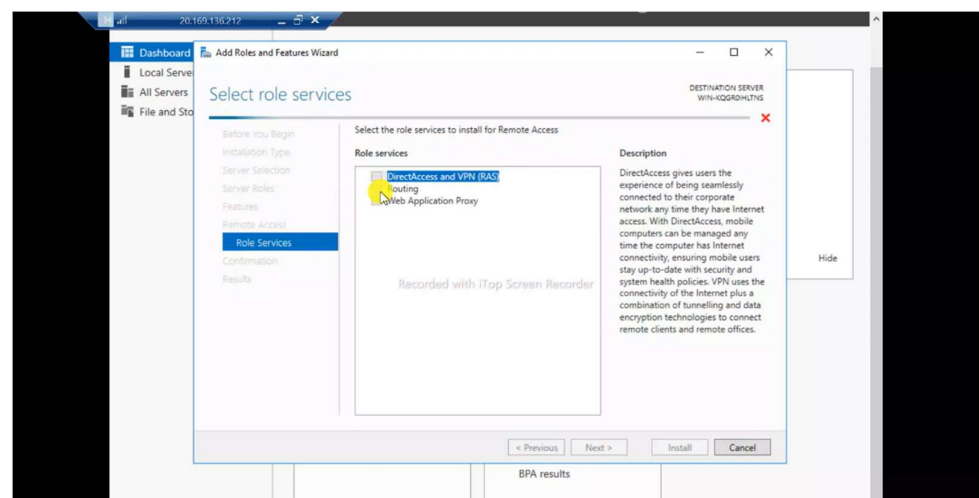 20.169.136.212
Dashboard
Local Serve
All Servers
File and Sto
Add Roles and Features Wizard
Select role services
DESTINATION SERVER
WIN-KQGR0IHLTNS
Before You Begin
Installation Type
Server Selection
Server Roles
Features
Remote Access
Role Services
Confirmation
Results
Select the role services to install for Remote Access
Role services
DirectAccess and VPN (RAS)
Routing
Web Application Proxy
Recorded with iTop Screen Recorder
Description
DirectAccess gives users the
experience of being seamlessly
connected to their corporate
network any time they have Internet
access. With DirectAccess, mobile
computers can be managed any
time the computer has Internet
connectivity, ensuring mobile users
stay up-to-date with security and
system health policies. VPN uses the
connectivity of the Internet plus a
combination of tunnelling and data
encryption technologies to connect
remote clients and remote offices.
Hide
< Previous
Next >
Install
Cancel
BPA results